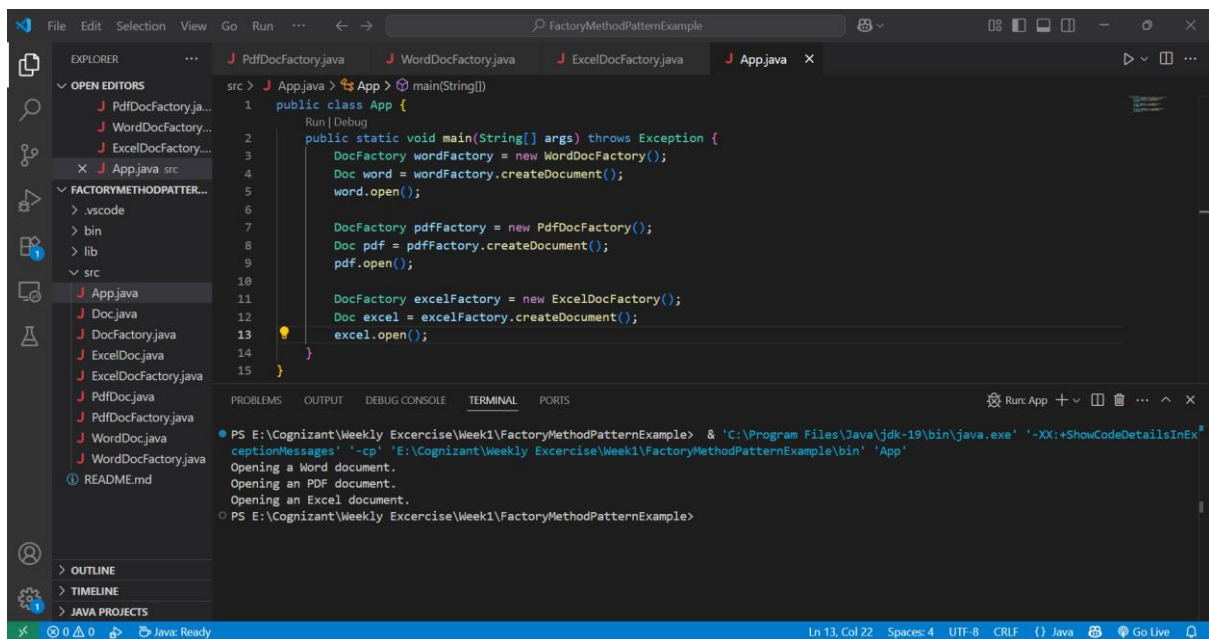 File Edit Selection View Go Run ··· ← → FactoryMethodPatternExample
EXPLORER ···
OPEN EDITORS
J PdfDocFactory.ja...
J WordDocFactory...
J ExcelDocFactory....
× J App.java src
FACTORYMETHODPATTER...
> .vscode
> bin
> lib
src
J App.java
J Doc.java
J DocFactory.java
J ExcelDoc.java
J ExcelDocFactory.java
J PdfDoc.java
J PdfDocFactory.java
J WordDoc.java
J WordDocFactory.java
README.md
> OUTLINE
> TIMELINE
> JAVA PROJECTS
J PdfDocFactory.java J WordDocFactory.java J ExcelDocFactory.java J App.java ×
src > J App.java > App > main(String[])
1 public class App {
Run | Debug
2 public static void main(String[] args) throws Exception {
3 DocFactory wordFactory = new WordDocFactory();
4 Doc word = wordFactory.createDocument();
5 word.open();
6
7 DocFactory pdfFactory = new PdfDocFactory();
8 Doc pdf = pdfFactory.createDocument();
9 pdf.open();
10
11 DocFactory excelFactory = new ExcelDocFactory();
12 Doc excel = excelFactory.createDocument();
13 excel.open();
14 }
15 }
PROBLEMS OUTPUT DEBUG CONSOLE TERMINAL PORTS Run: App
PS E:\Cognizant\Weekly Excercise\Week1\FactoryMethodPatternExample> & 'C:\Program Files\Java\jdk-19\bin\java.exe' '-XX:+ShowCodeDetailsInEx
ceptionMessages' '-cp' 'E:\Cognizant\Weekly Excercise\Week1\FactoryMethodPatternExample\bin' 'App'
Opening a Word document.
Opening an PDF document.
Opening an Excel document.
PS E:\Cognizant\Weekly Excercise\Week1\FactoryMethodPatternExample>
1
1
0 0 Java: Ready Ln 13, Col 22 Spaces: 4 UTF-8 CRLF {} Java Go Live